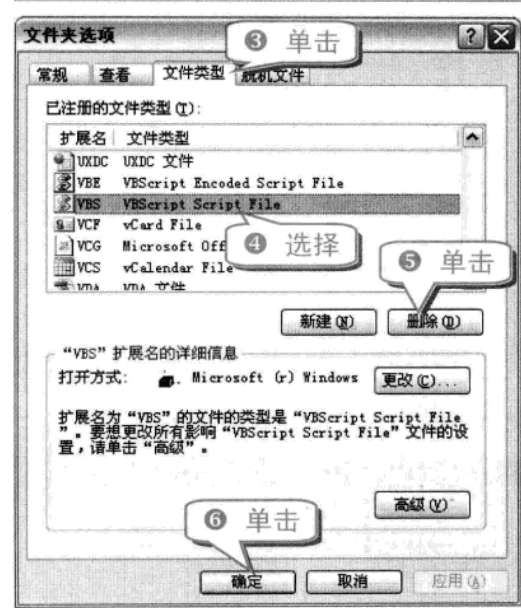 文件夹选项
❸ 单击
常规 查看 文件类型 脱机文件
已注册的文件类型(T):
扩展名 文件类型
UXDC UXDC 文件
VBE VBScript Encoded Script File
VBS VBScript Script File
VCF vCard File
❹ 选择
VCG Microsoft Off
VCS vCalendar File
❺ 单击
VDA VDA 文件
新建(N) 删除(D)
“VBS”扩展名的详细信息
打开方式: Microsoft (r) Windows 更改(C)...
扩展名为“VBS”的文件的类型是“VBScript Script File
”。要想更改所有影响“VBScript Script File”文件的设
置,请单击“高级”。
高级(V)
❻ 单击
确定 取消 应用(A)